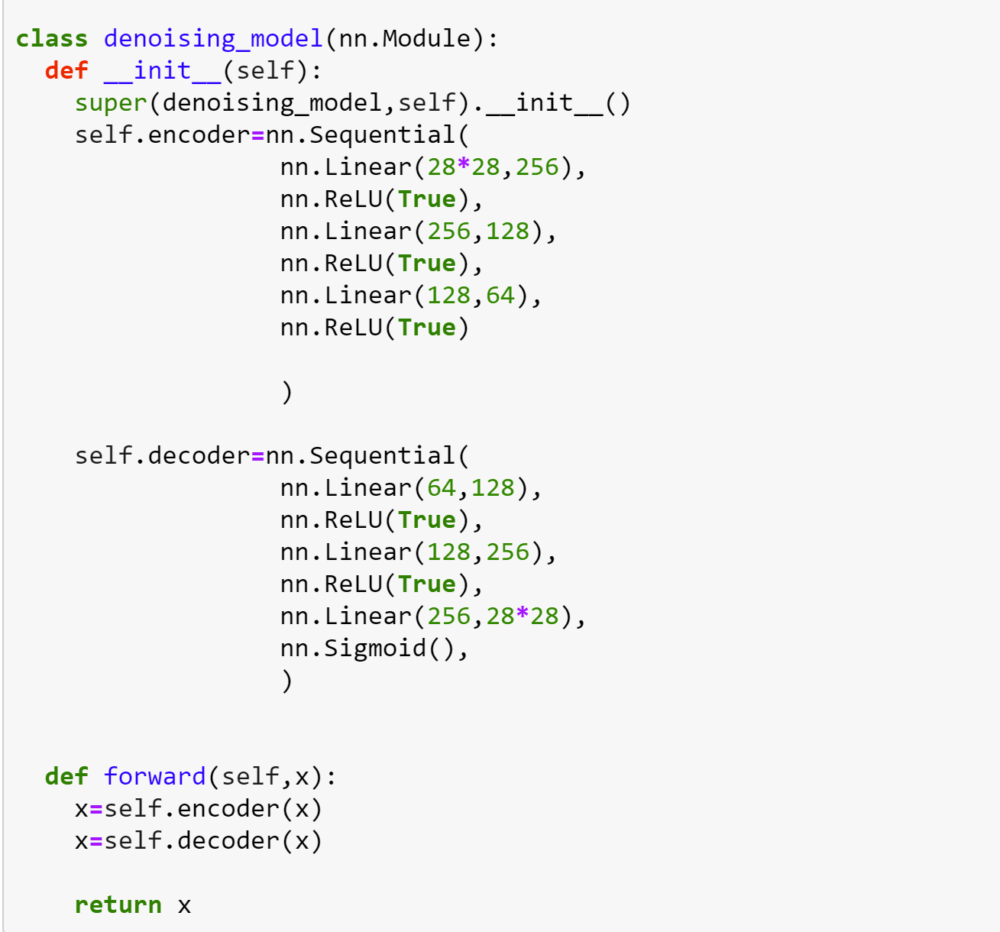 class denoising_model(nn.Module):
  def __init__(self):
    super(denoising_model,self).__init__()
    self.encoder=nn.Sequential(
                  nn.Linear(28*28,256),
                  nn.ReLU(True),
                  nn.Linear(256,128),
                  nn.ReLU(True),
                  nn.Linear(128,64),
                  nn.ReLU(True)
                  )
    self.decoder=nn.Sequential(
                  nn.Linear(64,128),
                  nn.ReLU(True),
                  nn.Linear(128,256),
                  nn.ReLU(True),
                  nn.Linear(256,28*28),
                  nn.Sigmoid(),
                  )
  def forward(self,x):
    x=self.encoder(x)
    x=self.decoder(x)
    return x